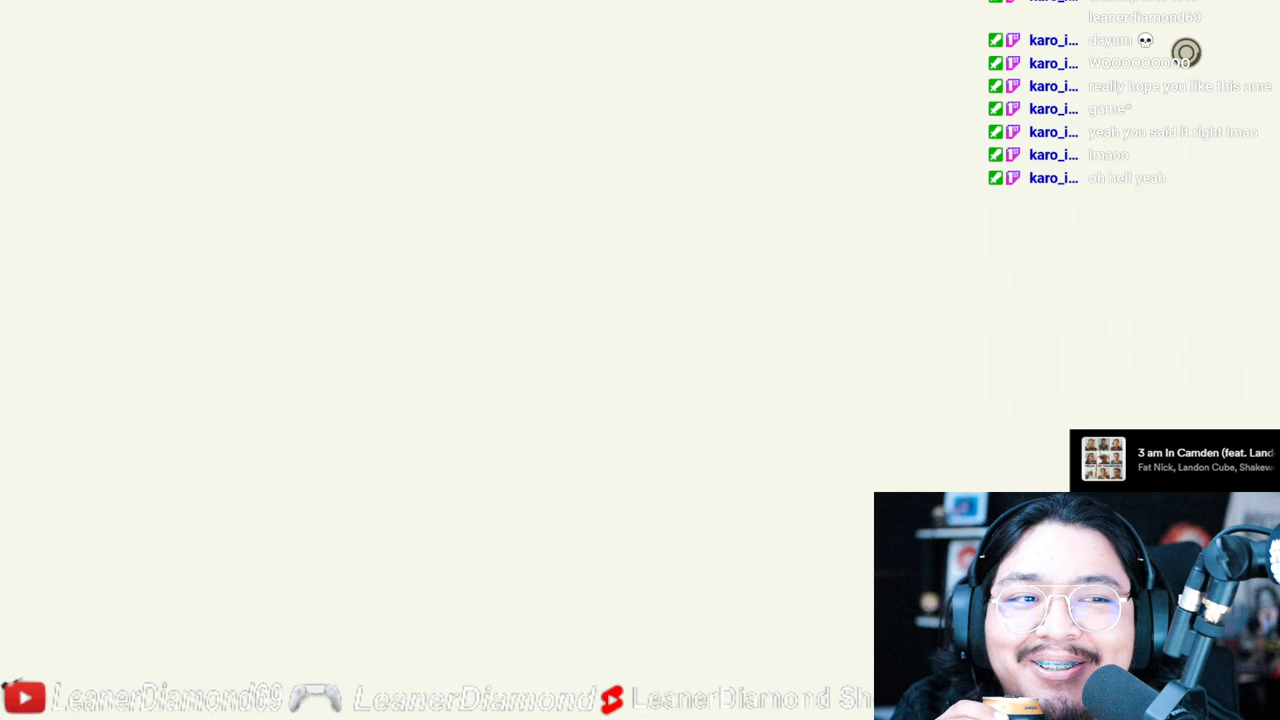 leanerdiamond69
karo_i... dayum 💀
karo_i... WOOOOOOOOO
karo_i... really hope you like this ame
karo_i... game*
karo_i... yeah you said it right lmao
karo_i... lmaoo
karo_i... oh hell yeah
3 am In Camden (feat. Land
Fat Nick, Landon Cube, Shakew
LeanerDiamond69 LeanerDiamond LeanerDiamond Sh